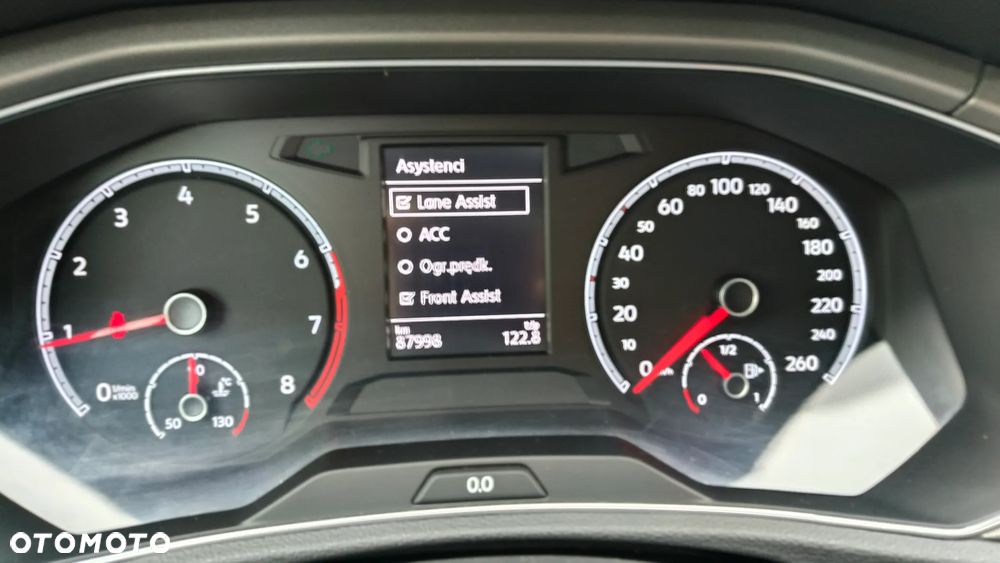 Asystenci
Lane Assist
ACC
Ogr.prędk.
Front Assist
km
87998 122.8
0 1 2 3 4 5 6 7 8
l/min
x1000
50 130
°C
0 10 20 30 40 50 60 80 100 120 140 160 180 200 220 240 260
0 1/2 1
0.0
OTOMOTO